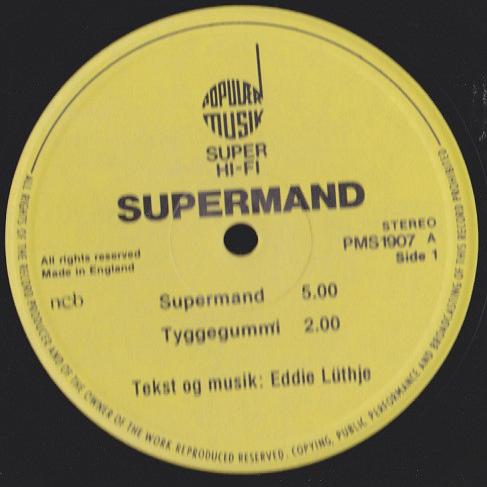 POPULÆR
MUSIK
SUPER
HI-FI
SUPERMAND
STEREO
PMS1907 A
Side 1
All rights reserved
Made in England
ncb
Supermand 5.00
Tyggegummi 2.00
Tekst og musik: Eddie Lüthje
ALL RIGHTS OF THE RECORD PRODUCER AND OF THE OWNER OF THE WORK REPRODUCED RESERVED. COPYING, PUBLIC PERFORMANCE AND BROADCASTING OF THIS RECORD PROHIBITED